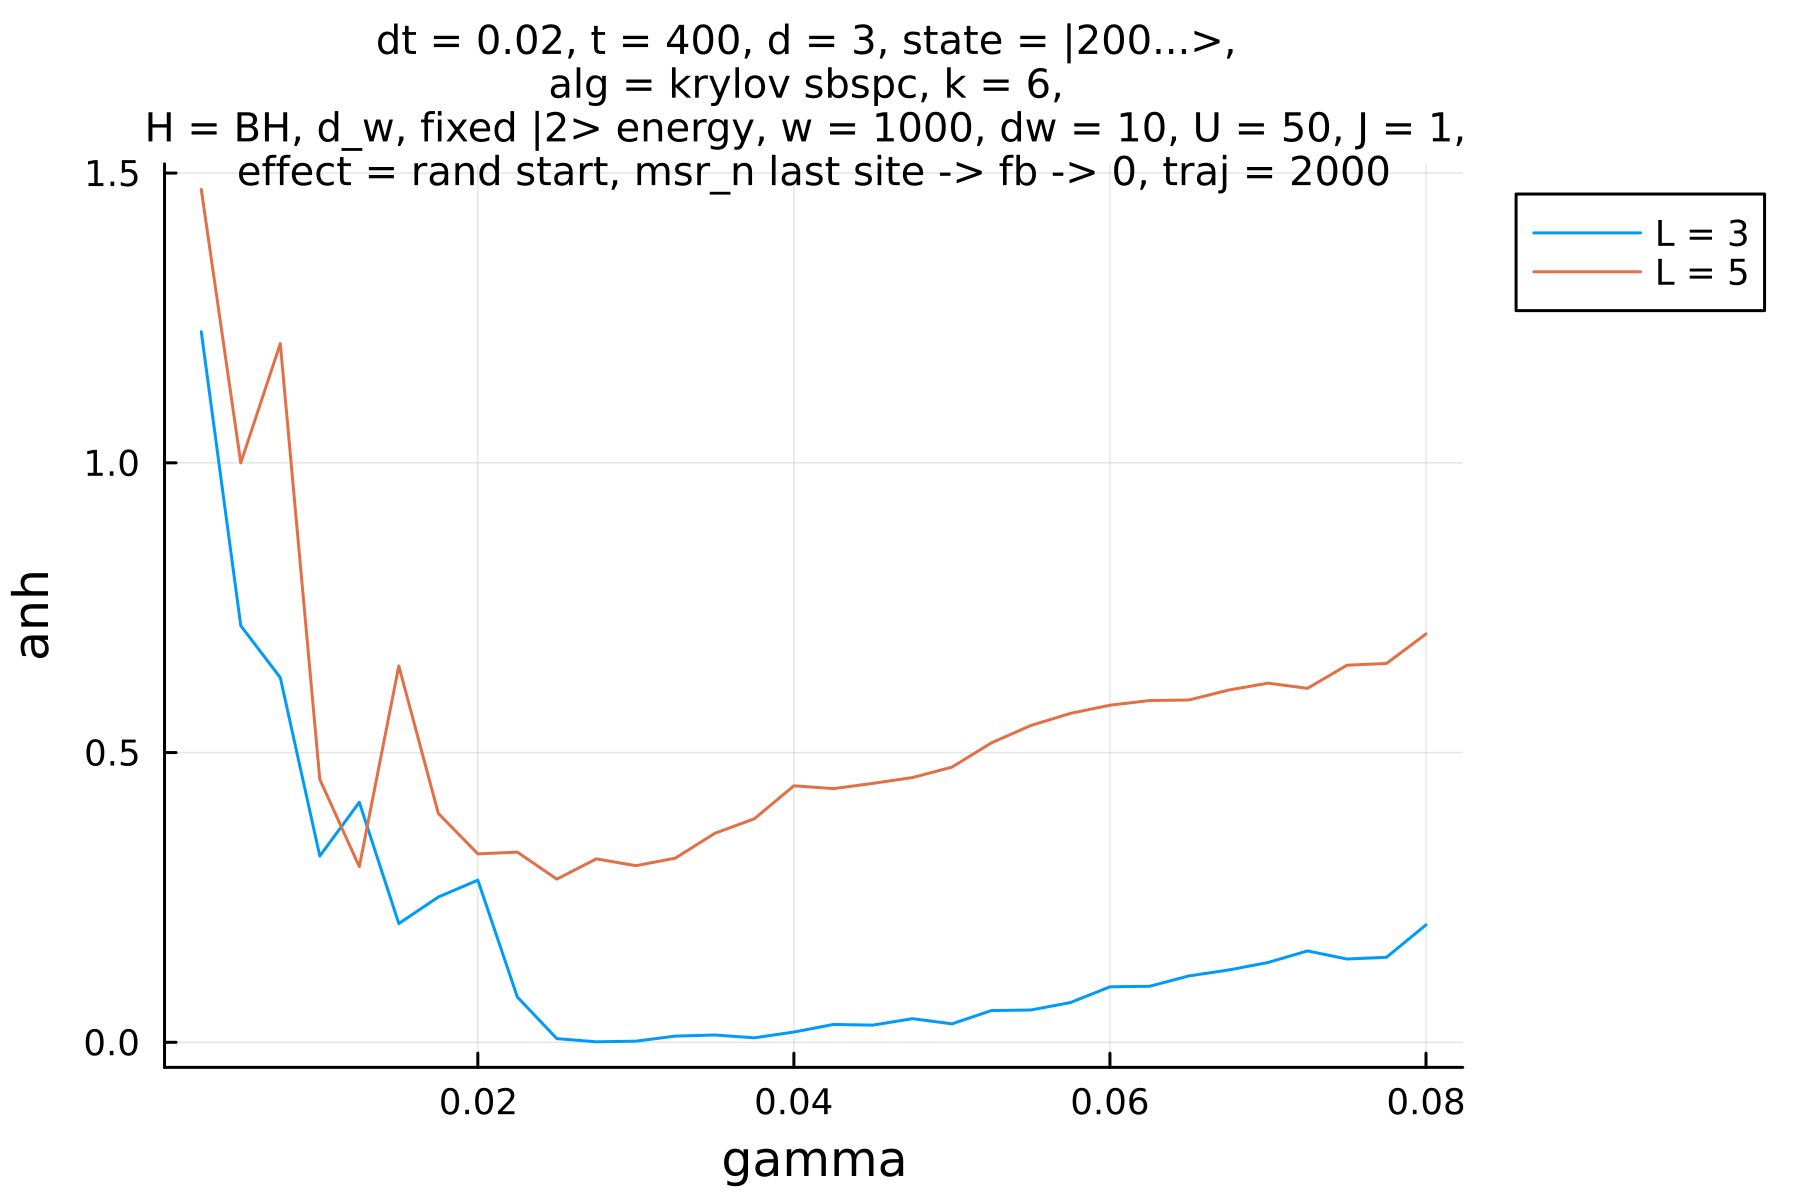 dt = 0.02, t = 400, d = 3, state = |200...>,
alg = krylov sbspc, k = 6,
H = BH, d_w, fixed |2> energy, w = 1000, dw = 10, U = 50, J = 1,
effect = rand start, msr_n last site -> fb -> 0, traj = 2000
1.5
1.0
0.5
0.0
anh
0.02
0.04
0.06
0.08
gamma
L = 3
L = 5